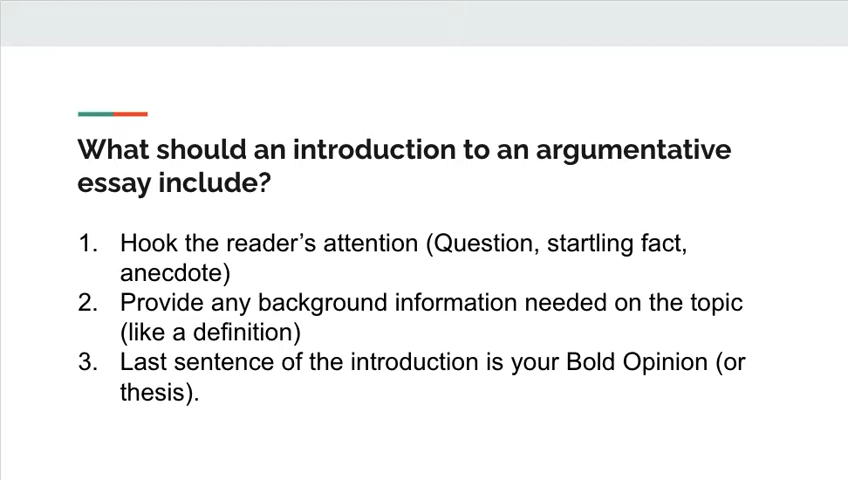 What should an introduction to an argumentative
essay include?
1. Hook the reader’s attention (Question, startling fact,
anecdote)
2. Provide any background information needed on the topic
(like a definition)
3. Last sentence of the introduction is your Bold Opinion (or
thesis).